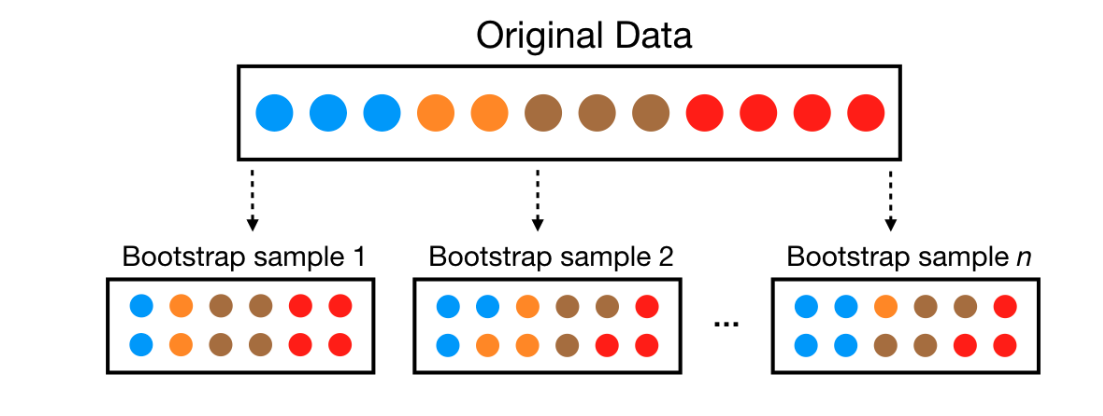 Original Data
Bootstrap sample 1
Bootstrap sample 2
...
Bootstrap sample n